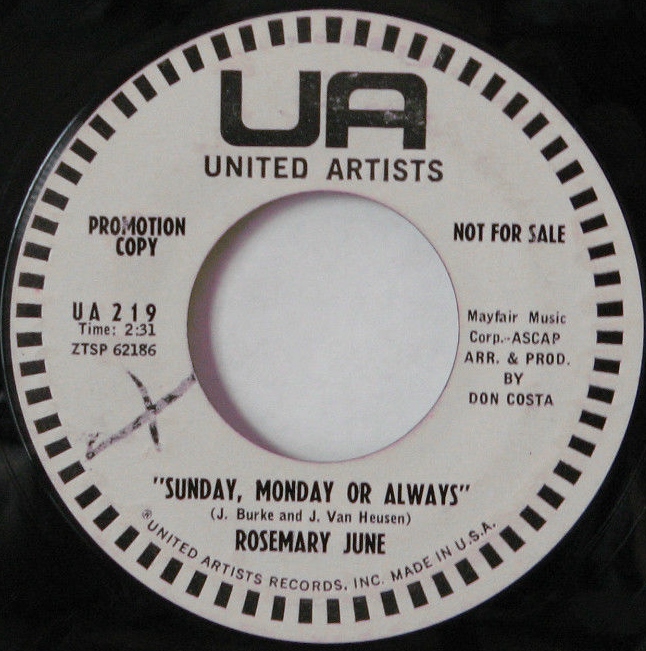 UA
UNITED ARTISTS
PROMOTION
COPY
NOT FOR SALE
UA 219
Time: 2:31
ZTSP 62186
Mayfair Music
Corp.-ASCAP
ARR. & PROD.
BY
DON COSTA
"SUNDAY, MONDAY OR ALWAYS"
(J. Burke and J. Van Heusen)
ROSEMARY JUNE
®UNITED ARTISTS RECORDS, INC. MADE IN U.S.A.